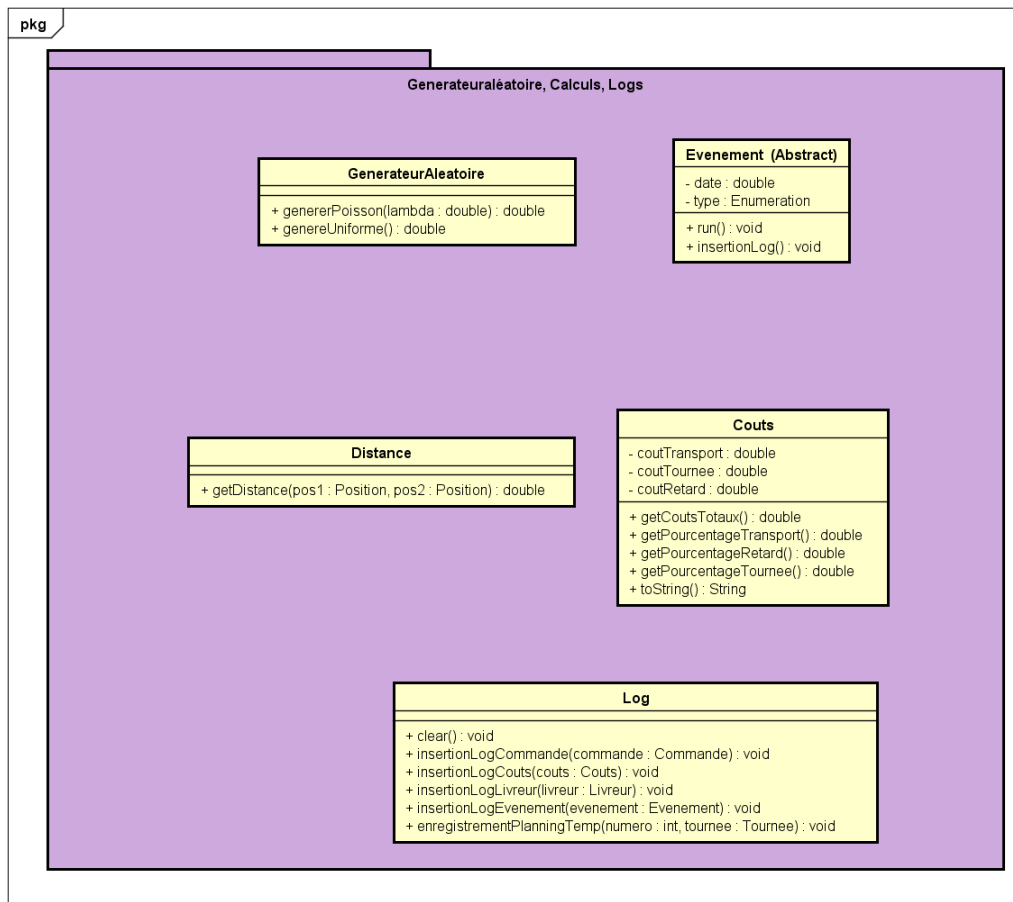 pkg
Generateuraléatoire, Calculs, Logs
GenerateurAleatoire
+ genererPoisson(lambda : double) : double
+ genereUniforme() : double
Evenement (Abstract)
- date : double
- type : Enumeration
+ run() : void
+ insertionLog() : void
Distance
+ getDistance(pos1 : Position, pos2 : Position) : double
Couts
- coutTransport : double
- coutTournee : double
- coutRetard : double
+ getCoutsTotaux() : double
+ getPourcentageTransport() : double
+ getPourcentageRetard() : double
+ getPourcentageTournee() : double
+ toString() : String
Log
+ clear() : void
+ insertionLogCommande(commande : Commande) : void
+ insertionLogCouts(couts : Couts) : void
+ insertionLogLivreur(livreur : Livreur) : void
+ insertionLogEvenement(evenement : Evenement) : void
+ enregistrementPlanningTemp(numero : int, tournee : Tournee) : void